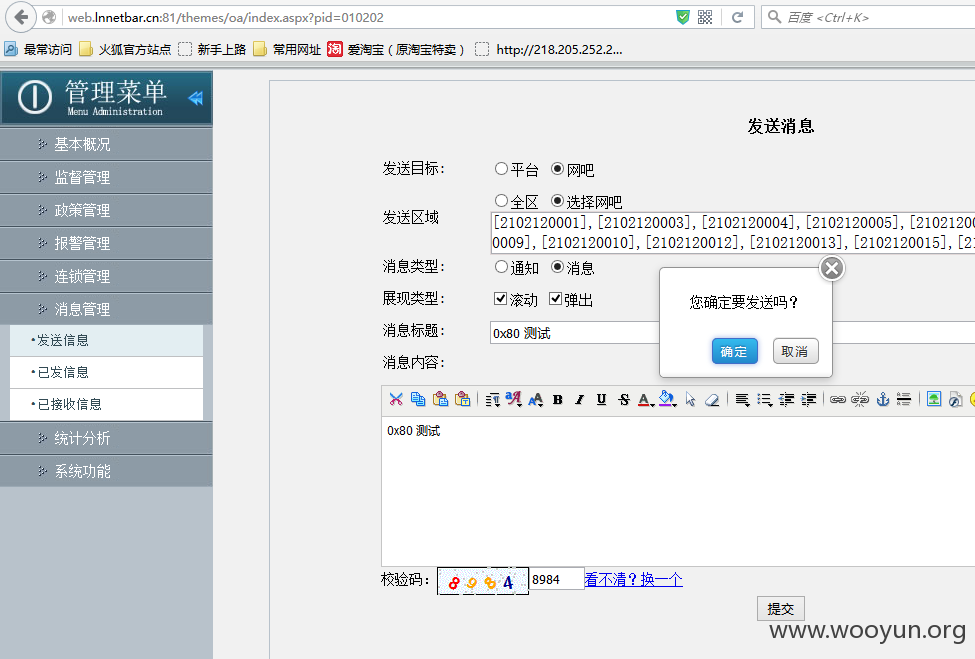 web.lnnetbar.cn:81/themes/oa/index.aspx?pid=010202
百度 <Ctrl+K>
最常访问 火狐官方站点 新手上路 常用网址 淘 爱淘宝（原淘宝特卖） http://218.205.252.2...
管理菜单
Menu Administration
基本概况
监督管理
政策管理
报警管理
连锁管理
消息管理
•发送信息
•已发信息
•已接收信息
统计分析
系统功能
发送消息
发送目标： 平台 网吧
发送区域 全区 选择网吧
[2102120001],[2102120003],[2102120004],[2102120005],[21021200
0009],[2102120010],[2102120012],[2102120013],[2102120015],[21
消息类型： 通知 消息
展现类型： 滚动 弹出
消息标题： 0x80 测试
消息内容：
您确定要发送吗？
确定 取消
0x80 测试
校验码： 8984 8984 看不清？换一个
提交
www.wooyun.org